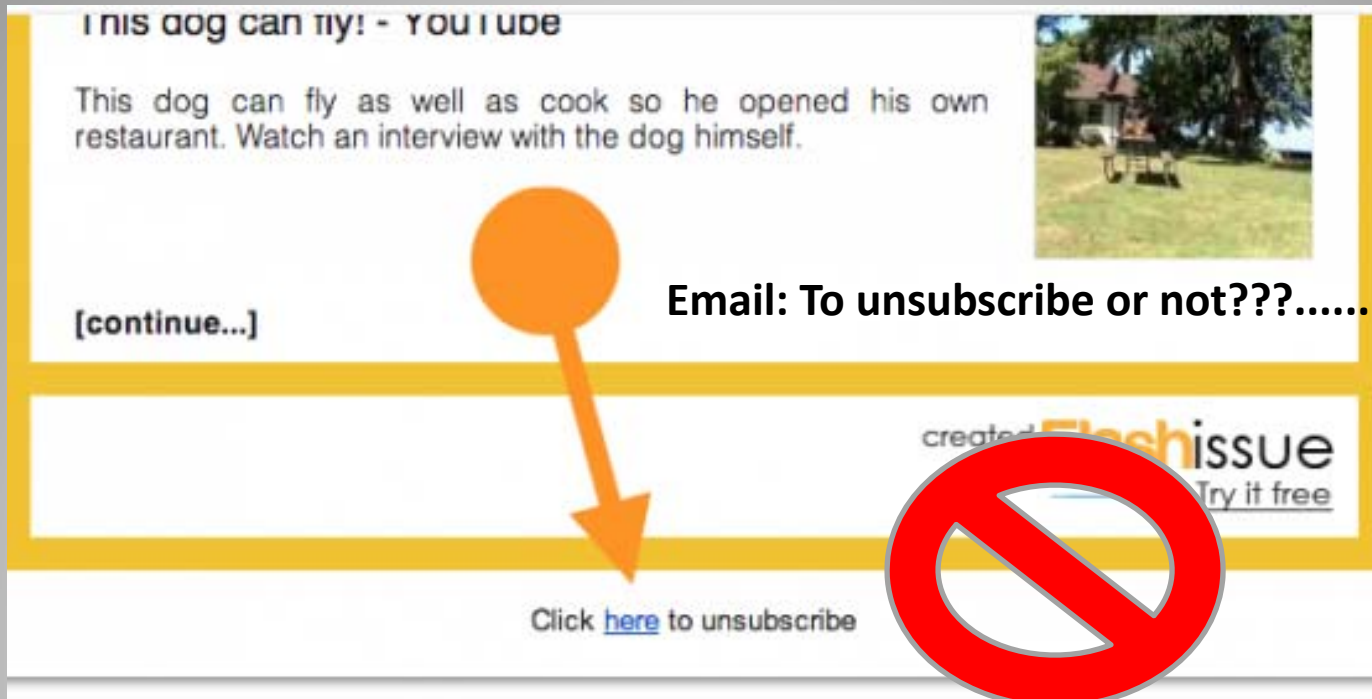 This dog can fly! - YouTube
This dog can fly as well as cook so he opened his own
restaurant. Watch an interview with the dog himself.
Email: To unsubscribe or not???......
[continue...]
created
Flashissue
Try it free
Click here to unsubscribe